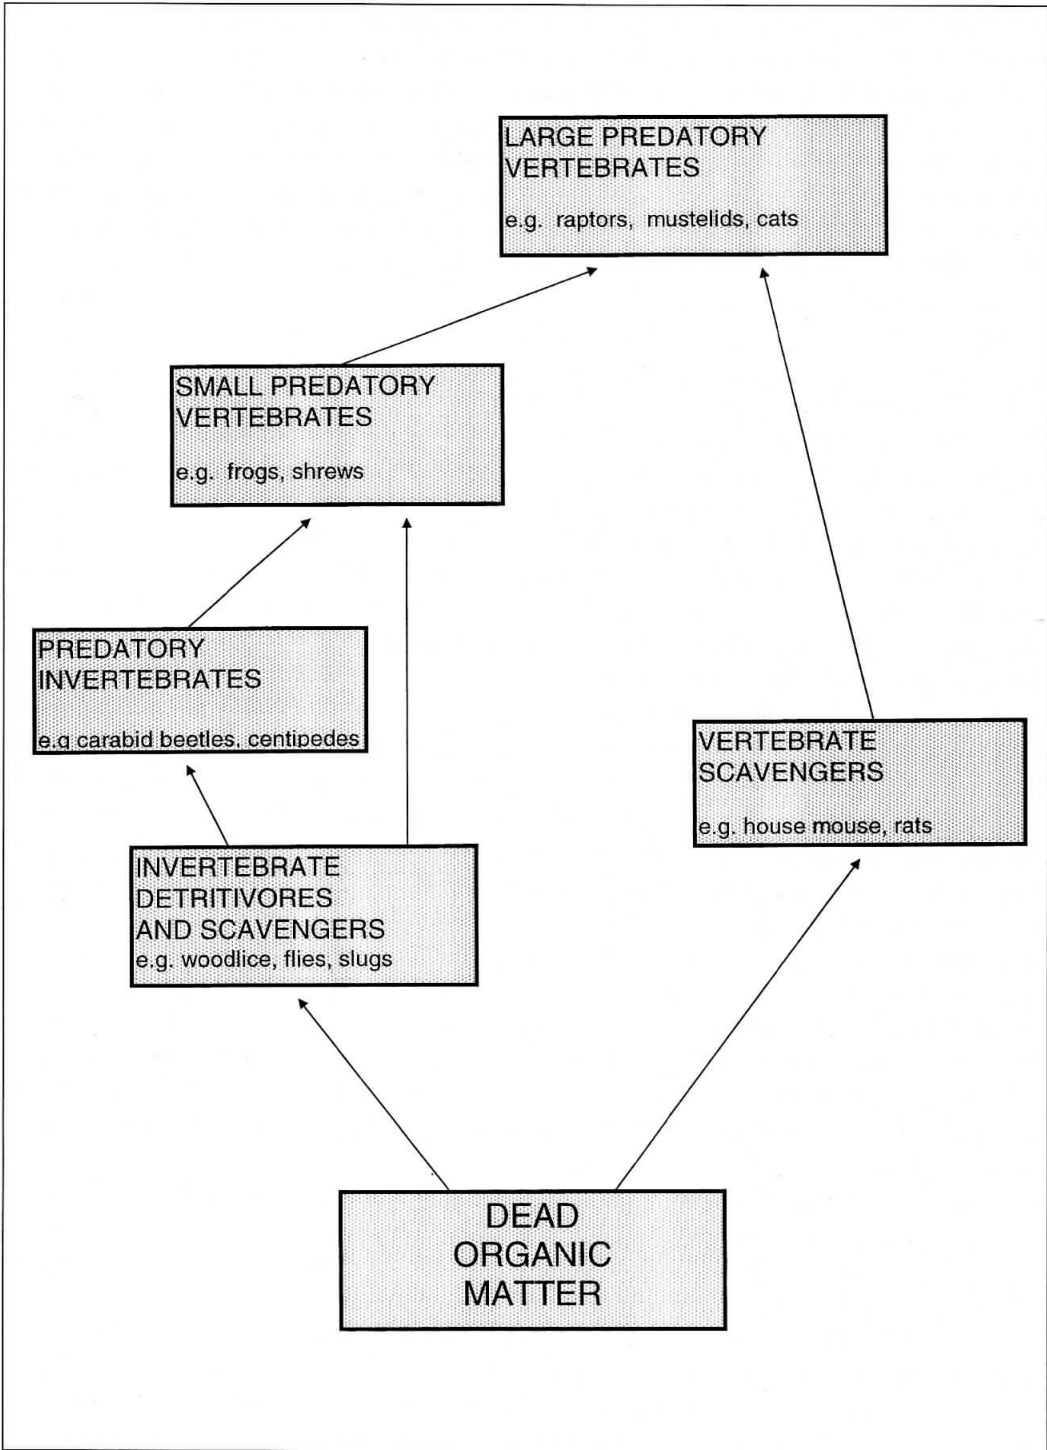 LARGE PREDATORY
VERTEBRATES
e.g. raptors, mustelids, cats
SMALL PREDATORY
VERTEBRATES
e.g. frogs, shrews
PREDATORY
INVERTEBRATES
e.g carabid beetles, centipedes
VERTEBRATE
SCAVENGERS
e.g. house mouse, rats
INVERTEBRATE
DETRITIVORES
AND SCAVENGERS
e.g. woodlice, flies, slugs
DEAD
ORGANIC
MATTER